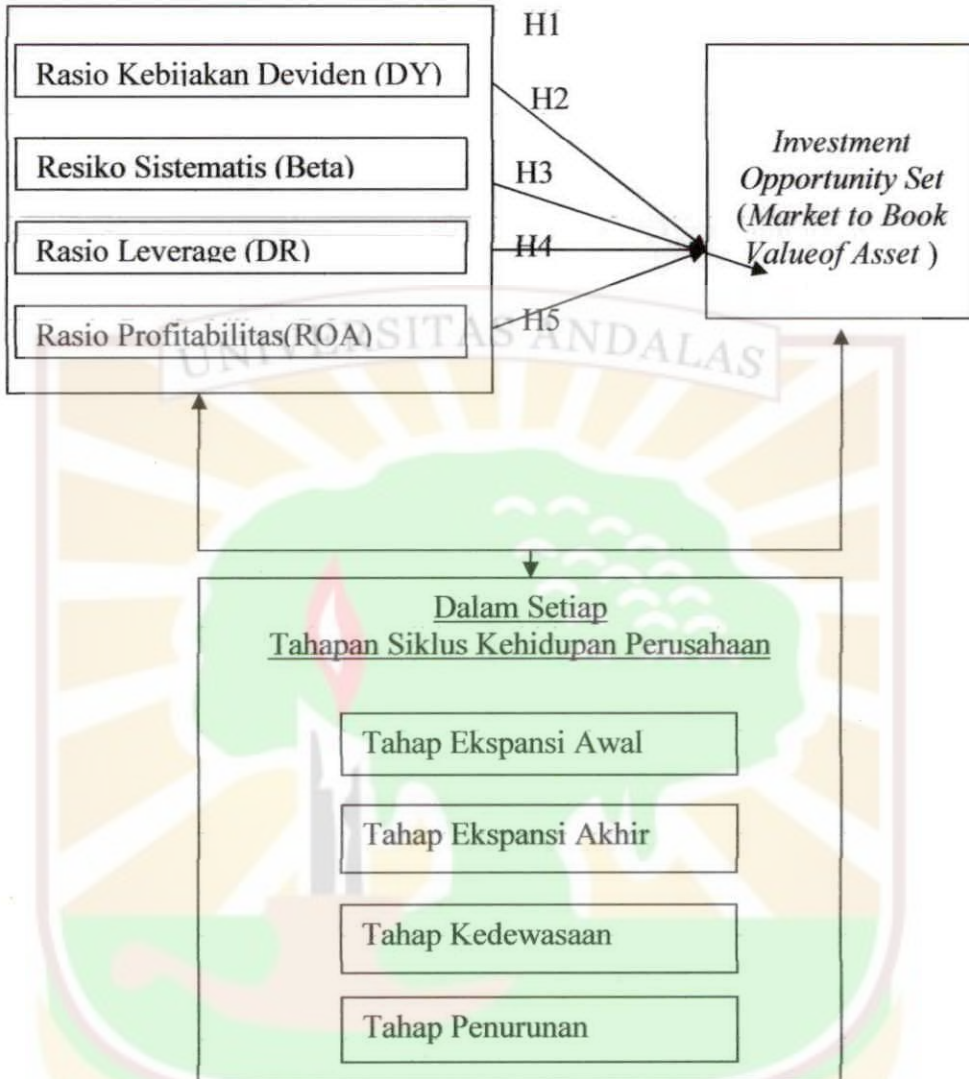 H1
Rasio Kebijakan Deviden (DY)
H2
Resiko Sistematis (Beta)
H3
Rasio Leverage (DR)
H4
Rasio Profitabilitas(ROA)
H5
Investment
Opportunity Set
(Market to Book
Valueof Asset )
UNIVERSITAS ANDALAS
Dalam Setiap
Tahapan Siklus Kehidupan Perusahaan
Tahap Ekspansi Awal
Tahap Ekspansi Akhir
Tahap Kedewasaan
Tahap Penurunan